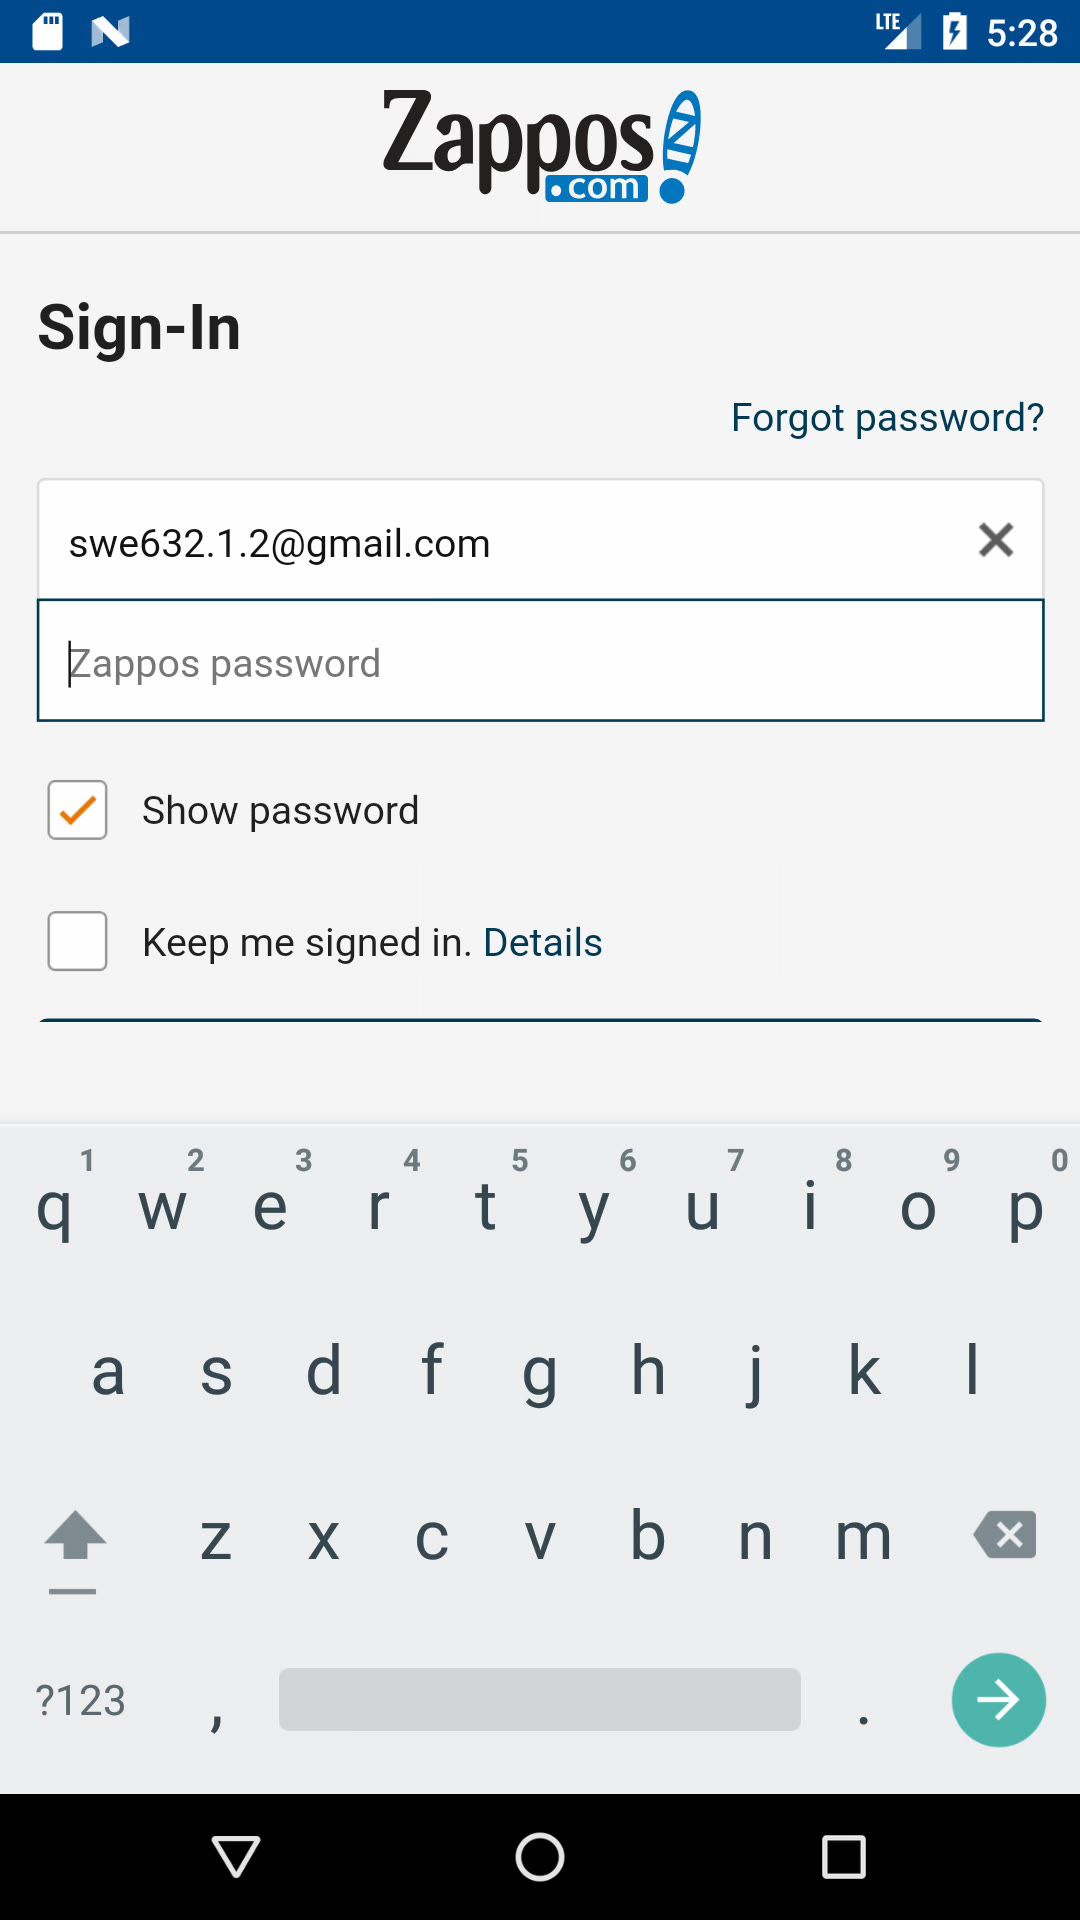 LTE 5:28
Zappos
.com
Sign-In
Forgot password?
swe632.1.2@gmail.com
Zappos password
Show password
Keep me signed in. Details
1 2 3 4 5 6 7 8 9 0
q w e r t y u i o p
a s d f g h j k l
z x c v b n m
?123 , .